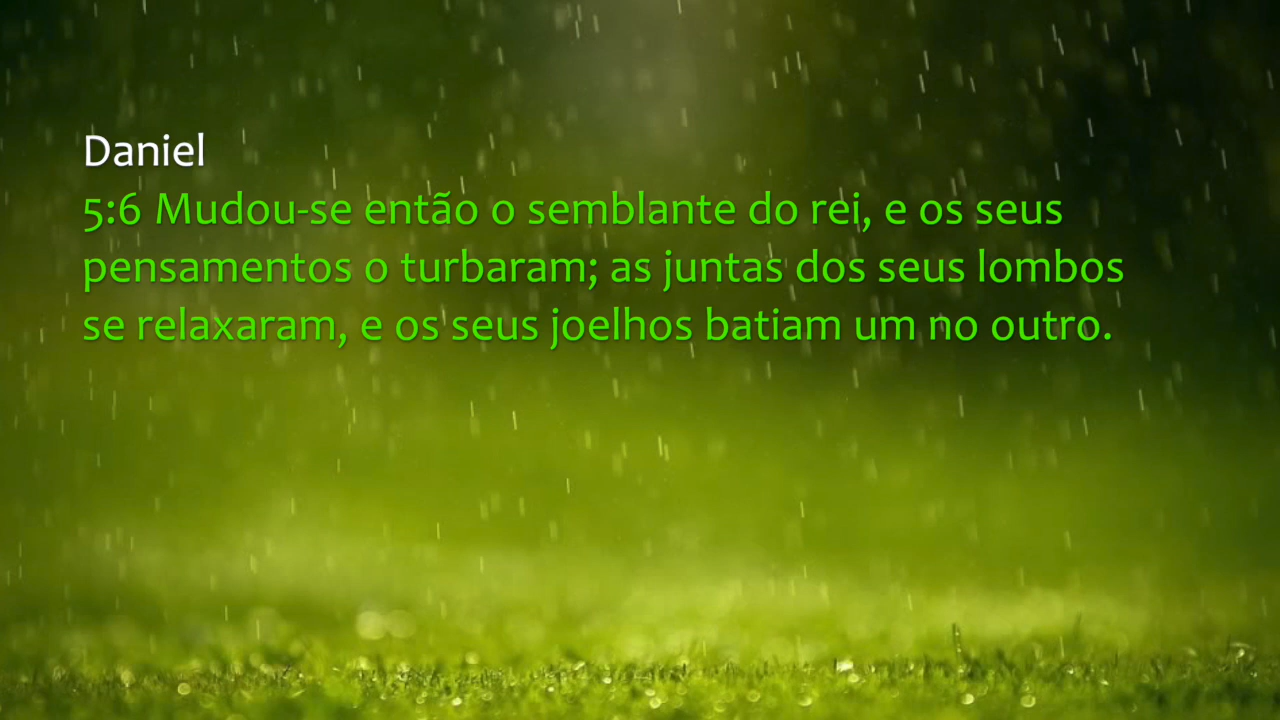 Daniel
5:6 Mudou-se então o semblante do rei, e os seus
pensamentos o turbaram; as juntas dos seus lombos
se relaxaram, e os seus joelhos batiam um no outro.